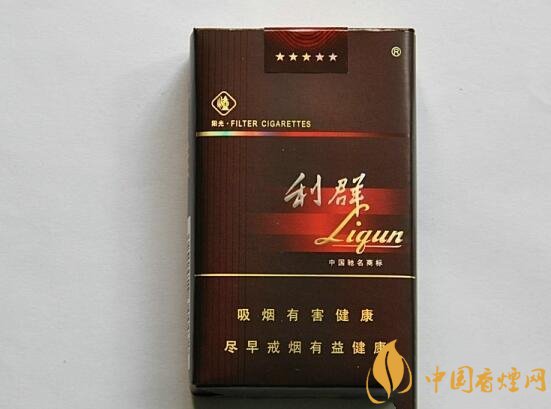 ★★★★★
®
阳光·FILTER CIGARETTES
利群
Liqun
中国驰名商标
吸烟有害健康
尽早戒烟有益健康
中国香煙网